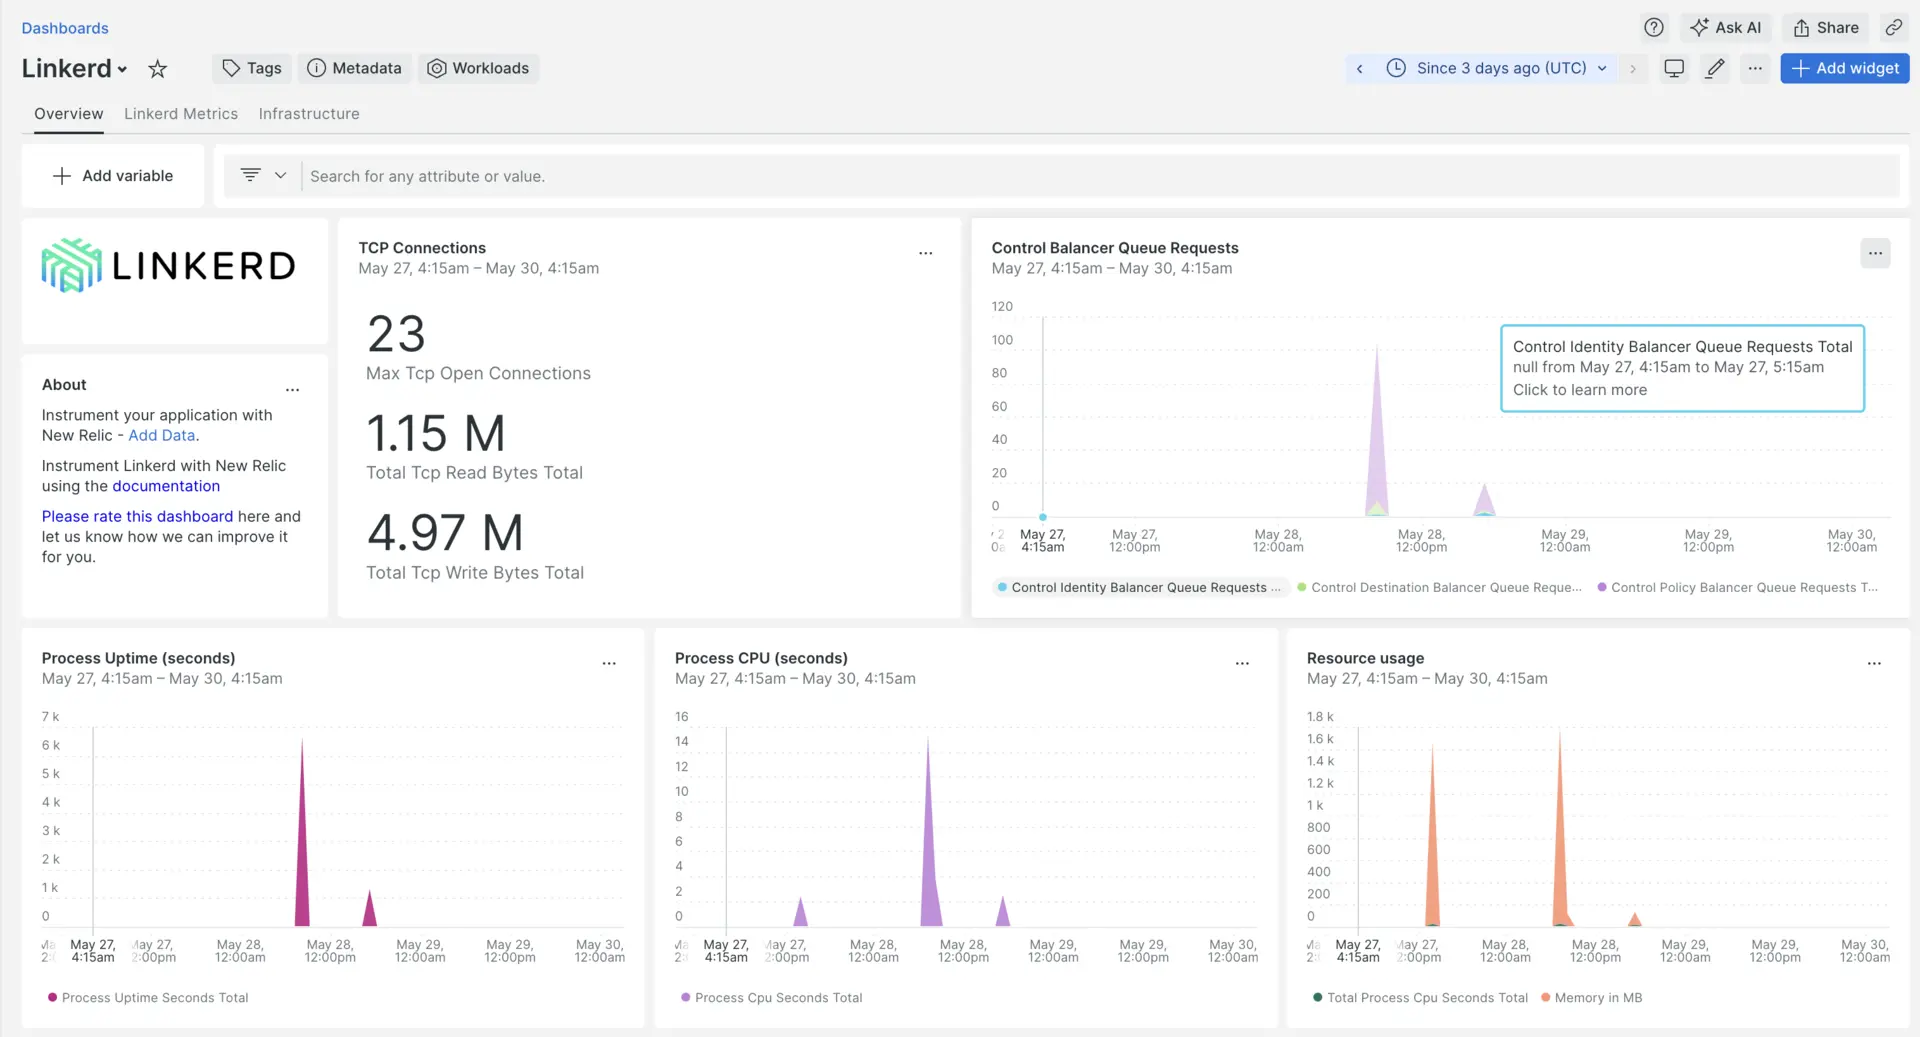 Dashboards
Ask AI
Share
Linkerd
Tags
Metadata
Workloads
Since 3 days ago (UTC)
Add widget
Overview
Linkerd Metrics
Infrastructure
Add variable
Search for any attribute or value.
LINKERD
About
Instrument your application with
New Relic - Add Data.
Instrument Linkerd with New Relic
using the documentation
Please rate this dashboard here and
let us know how we can improve it
for you.
TCP Connections
May 27, 4:15am – May 30, 4:15am
23
Max Tcp Open Connections
1.15 M
Total Tcp Read Bytes Total
4.97 M
Total Tcp Write Bytes Total
Control Balancer Queue Requests
May 27, 4:15am – May 30, 4:15am
120
100
80
60
40
20
0
Control Identity Balancer Queue Requests Total
null from May 27, 4:15am to May 27, 5:15am
Click to learn more
May 27, May 27, May 28, May 28, May 29, May 29, May 30,
4:15am 12:00pm 12:00am 12:00pm 12:00am 12:00pm 12:00am
Control Identity Balancer Queue Requests ...
Control Destination Balancer Queue Reque...
Control Policy Balancer Queue Requests T...
Process Uptime (seconds)
May 27, 4:15am – May 30, 4:15am
7 k
6 k
5 k
4 k
3 k
2 k
1 k
0
May 27, May 27, May 28, May 28, May 29, May 29, May 30,
4:15am 2:00pm 12:00am 12:00pm 12:00am 12:00pm 12:00am
Process Uptime Seconds Total
Process CPU (seconds)
May 27, 4:15am – May 30, 4:15am
16
14
12
10
8
6
4
2
0
May 27, May 27, May 28, May 28, May 29, May 29, May 30,
4:15am 2:00pm 12:00am 12:00pm 12:00am 12:00pm 12:00am
Process Cpu Seconds Total
Resource usage
May 27, 4:15am – May 30, 4:15am
1.8 k
1.6 k
1.4 k
1.2 k
1 k
800
600
400
200
0
May 27, May 27, May 28, May 28, May 29, May 29, May 30,
4:15am 2:00pm 12:00am 12:00pm 12:00am 12:00pm 12:00am
Total Process Cpu Seconds Total
Memory in MB